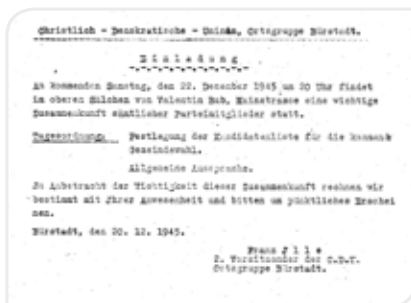 Christlich - Demokratische - Union, Ortsgruppe Bürstadt.
E i n l a d u n g
Am kommenden Samstag, den 22. Dezember 1945 um 20 Uhr findet
im oberen Sälchen von Valentin Bub, Mainstrasse eine wichtige
Zusammenkunft sämtlicher Parteimitglieder statt.
Tagesordnung: Festlegung der Kandidatenliste für die kommende
Gemeindewahl.
Allgemeine Aussprache.
In Anbetracht der Wichtigkeit dieser Zusammenkunft rechnen wir
bestimmt mit Jhrer Anwesenheit und bitten um pünktliches Erschei
nen.
Bürstadt, den 20. 12. 1945.
Franz J l l e
2. Vorsitzender der C.D.U.
Ortsgruppe Bürstadt.